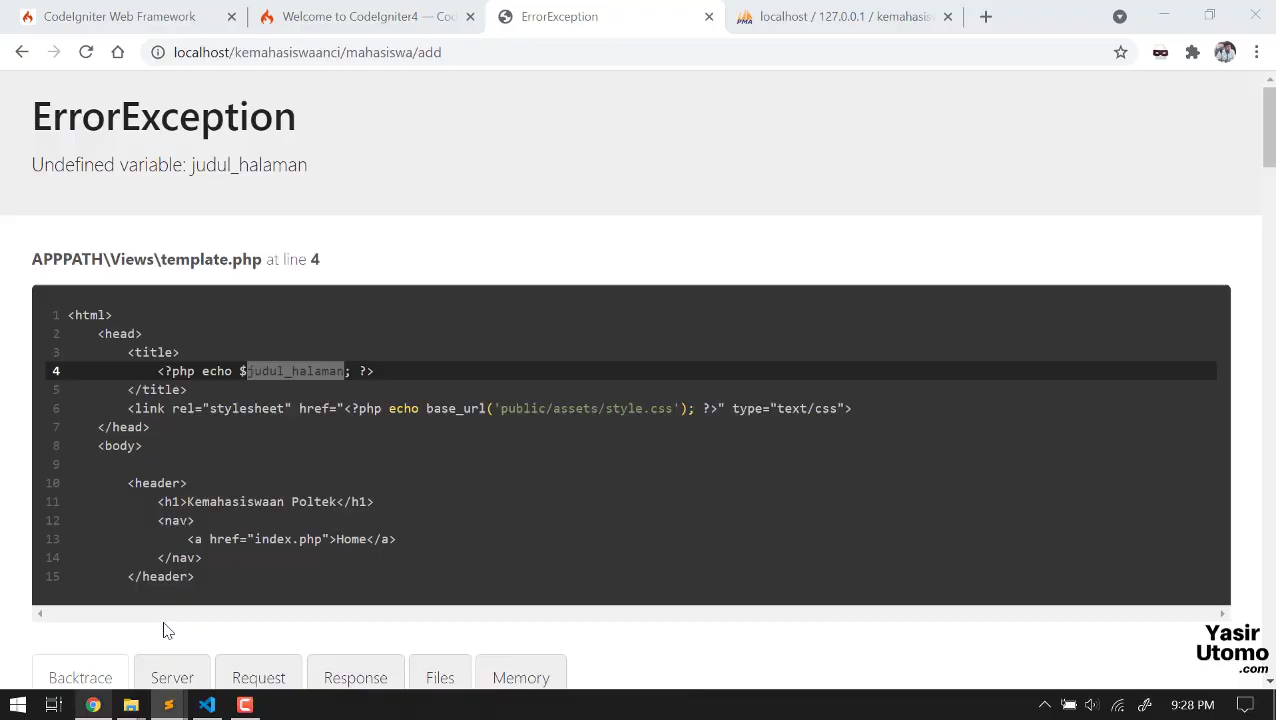 CodeIgniter Web Framework
Welcome to CodeIgniter4 — Coo
ErrorException
localhost / 127.0.0.1 / kemahasis
localhost/kemahasiswaanci/mahasiswa/add
ErrorException
Undefined variable: judul_halaman
APPPATH\Views\template.php at line 4
1 <html>
2 <head>
3 <title>
4 <?php echo $judul_halaman; ?>
5 </title>
6 <link rel="stylesheet" href="<?php echo base_url('public/assets/style.css'); ?>" type="text/css">
7 </head>
8 <body>
9
10 <header>
11 <h1>Kemahasiswaan Poltek</h1>
12 <nav>
13 <a href="index.php">Home</a>
14 </nav>
15 </header>
Yasir
Utomo
.com
Backtrace Server Request Response Files Memory
9:28 PM